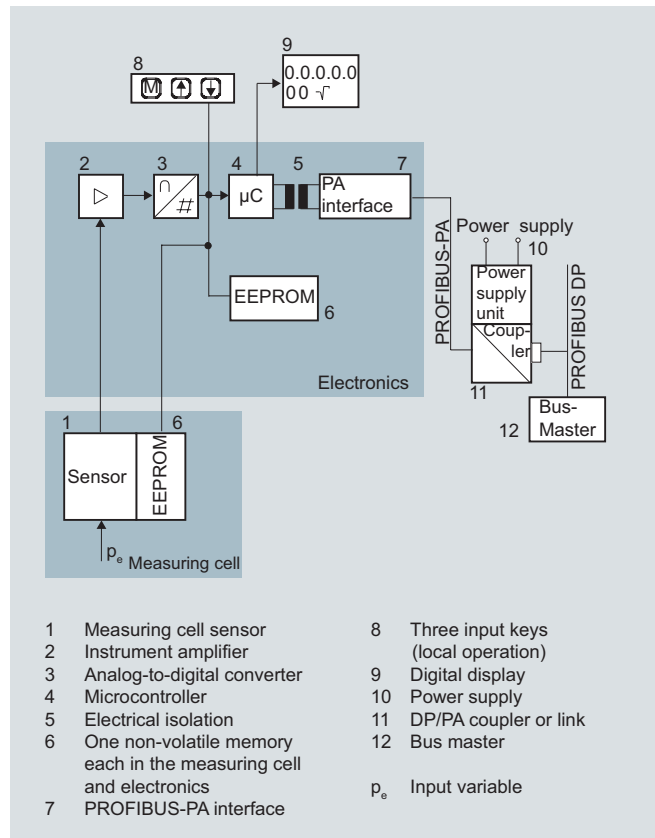 8
9
M
0.0.0.0.0
00 √
2
3
4
5
7
∩
#
µC
PA
interface
EEPROM
6
Electronics
PROFIBUS-PA
Power supply
10
Power
supply
unit
Coup-
ler
11
PROFIBUS DP
12
Bus-
Master
1
6
Sensor
EEPROM
pe Measuring cell
1 Measuring cell sensor
2 Instrument amplifier
3 Analog-to-digital converter
4 Microcontroller
5 Electrical isolation
6 One non-volatile memory
each in the measuring cell
and electronics
7 PROFIBUS-PA interface
8 Three input keys
(local operation)
9 Digital display
10 Power supply
11 DP/PA coupler or link
12 Bus master
pe Input variable